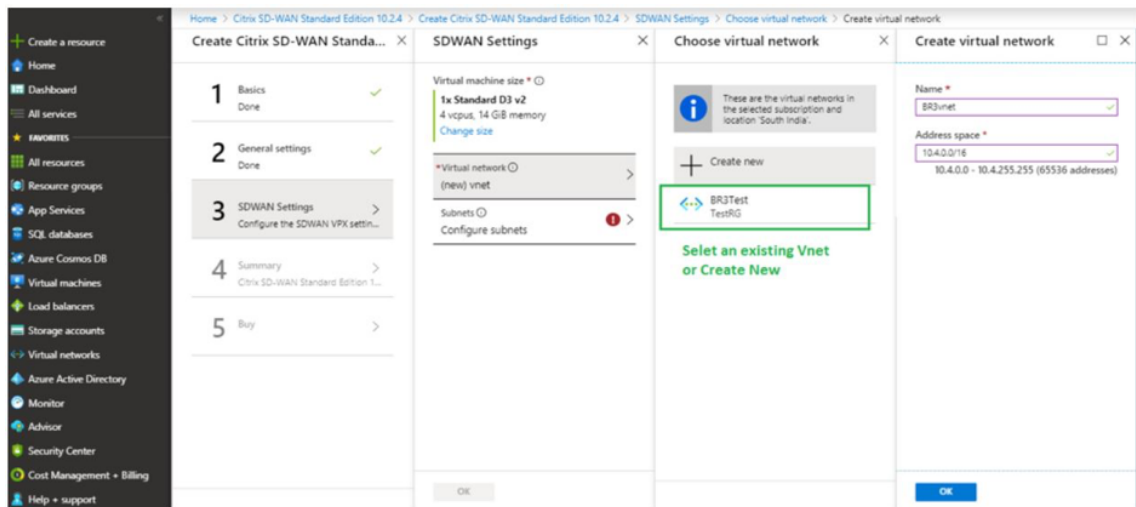 Home > Citrix SD-WAN Standard Edition 10.2.4 > Create Citrix SD-WAN Standard Edition 10.2.4 > SDWAN Settings > Choose virtual network > Create virtual network
«
Create a resource
Home
Dashboard
All services
FAVORITES
All resources
Resource groups
App Services
SQL databases
Azure Cosmos DB
Virtual machines
Load balancers
Storage accounts
Virtual networks
Azure Active Directory
Monitor
Advisor
Security Center
Cost Management + Billing
Help + support
Create Citrix SD-WAN Standa...
1
Basics
Done
2
General settings
Done
3
SDWAN Settings
Configure the SDWAN VPX settin...
4
Summary
Citrix SD-WAN Standard Edition 1...
5
Buy
SDWAN Settings
Virtual machine size *
1x Standard D3 v2
4 vcpus, 14 GiB memory
Change size
*Virtual network
(new) vnet
Subnets
Configure subnets
OK
Choose virtual network
These are the virtual networks in
the selected subscription and
location 'South India'.
Create new
BR3Test
TestRG
Selet an existing Vnet
or Create New
Create virtual network
Name *
BR3vnet
Address space *
10.4.0.0/16
10.4.0.0 - 10.4.255.255 (65536 addresses)
OK